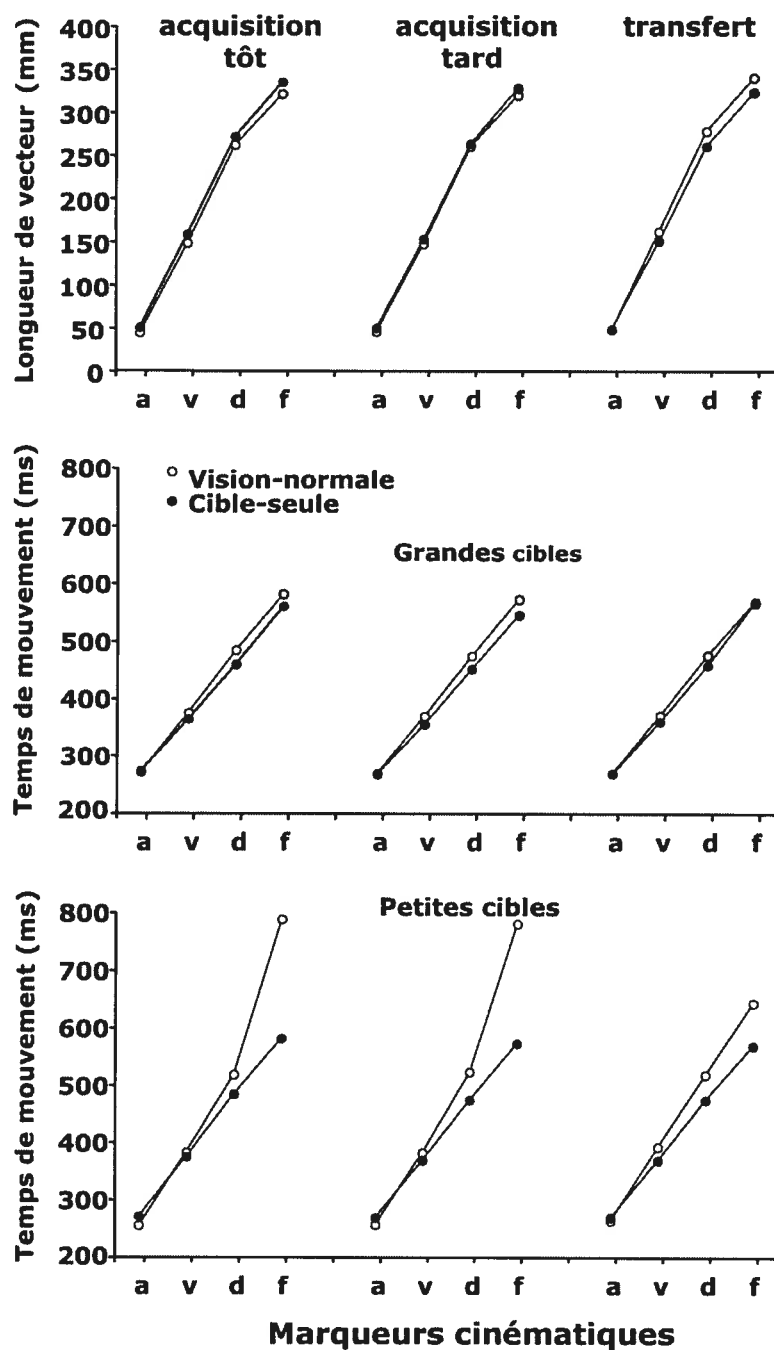 acquisition tôt
acquisition tard
transfert
Longueur de vecteur (mm)
400
350
300
250
200
150
100
50
0
a v d f a v d f a v d f
Temps de mouvement (ms)
800
700
600
500
400
300
200
Vision-normale
Cible-seule
Grandes cibles
a v d f a v d f a v d f
Temps de mouvement (ms)
800
700
600
500
400
300
200
Petites cibles
a v d f a v d f a v d f
Marqueurs cinématiques